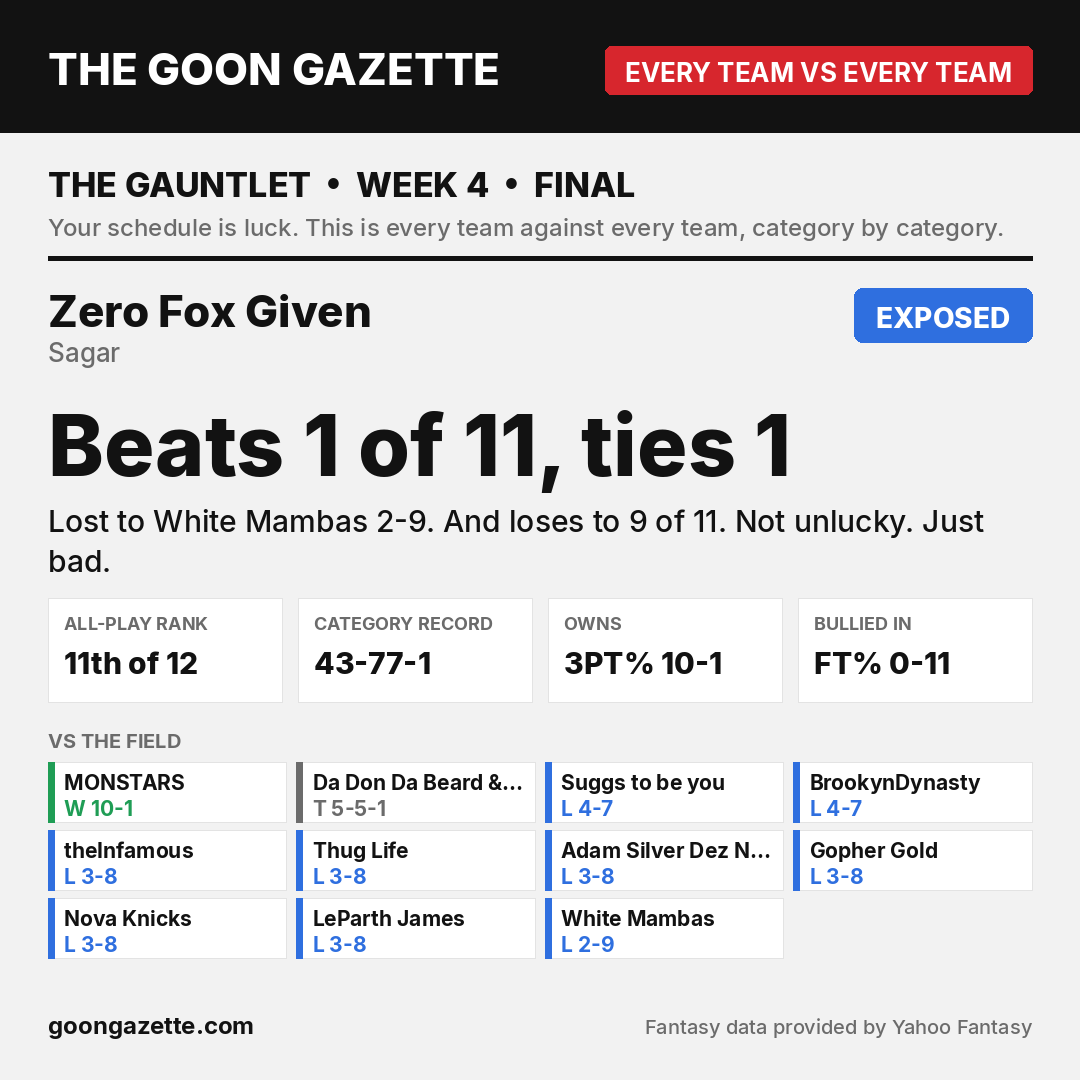 THE GOON GAZETTE
EVERY TEAM VS EVERY TEAM
THE GAUNTLET • WEEK 4 • FINAL
Your schedule is luck. This is every team against every team, category by category.
Zero Fox Given
EXPOSED
Sagar
Beats 1 of 11, ties 1
Lost to White Mambas 2-9. And loses to 9 of 11. Not unlucky. Just
bad.
ALL-PLAY RANK
11th of 12
CATEGORY RECORD
43-77-1
OWNS
3PT% 10-1
BULLIED IN
FT% 0-11
VS THE FIELD
MONSTARS
W 10-1
Da Don Da Beard &...
T 5-5-1
Suggs to be you
L 4-7
BrookynDynasty
L 4-7
theInfamous
L 3-8
Thug Life
L 3-8
Adam Silver Dez N...
L 3-8
Gopher Gold
L 3-8
Nova Knicks
L 3-8
LeParth James
L 3-8
White Mambas
L 2-9
goongazette.com
Fantasy data provided by Yahoo Fantasy